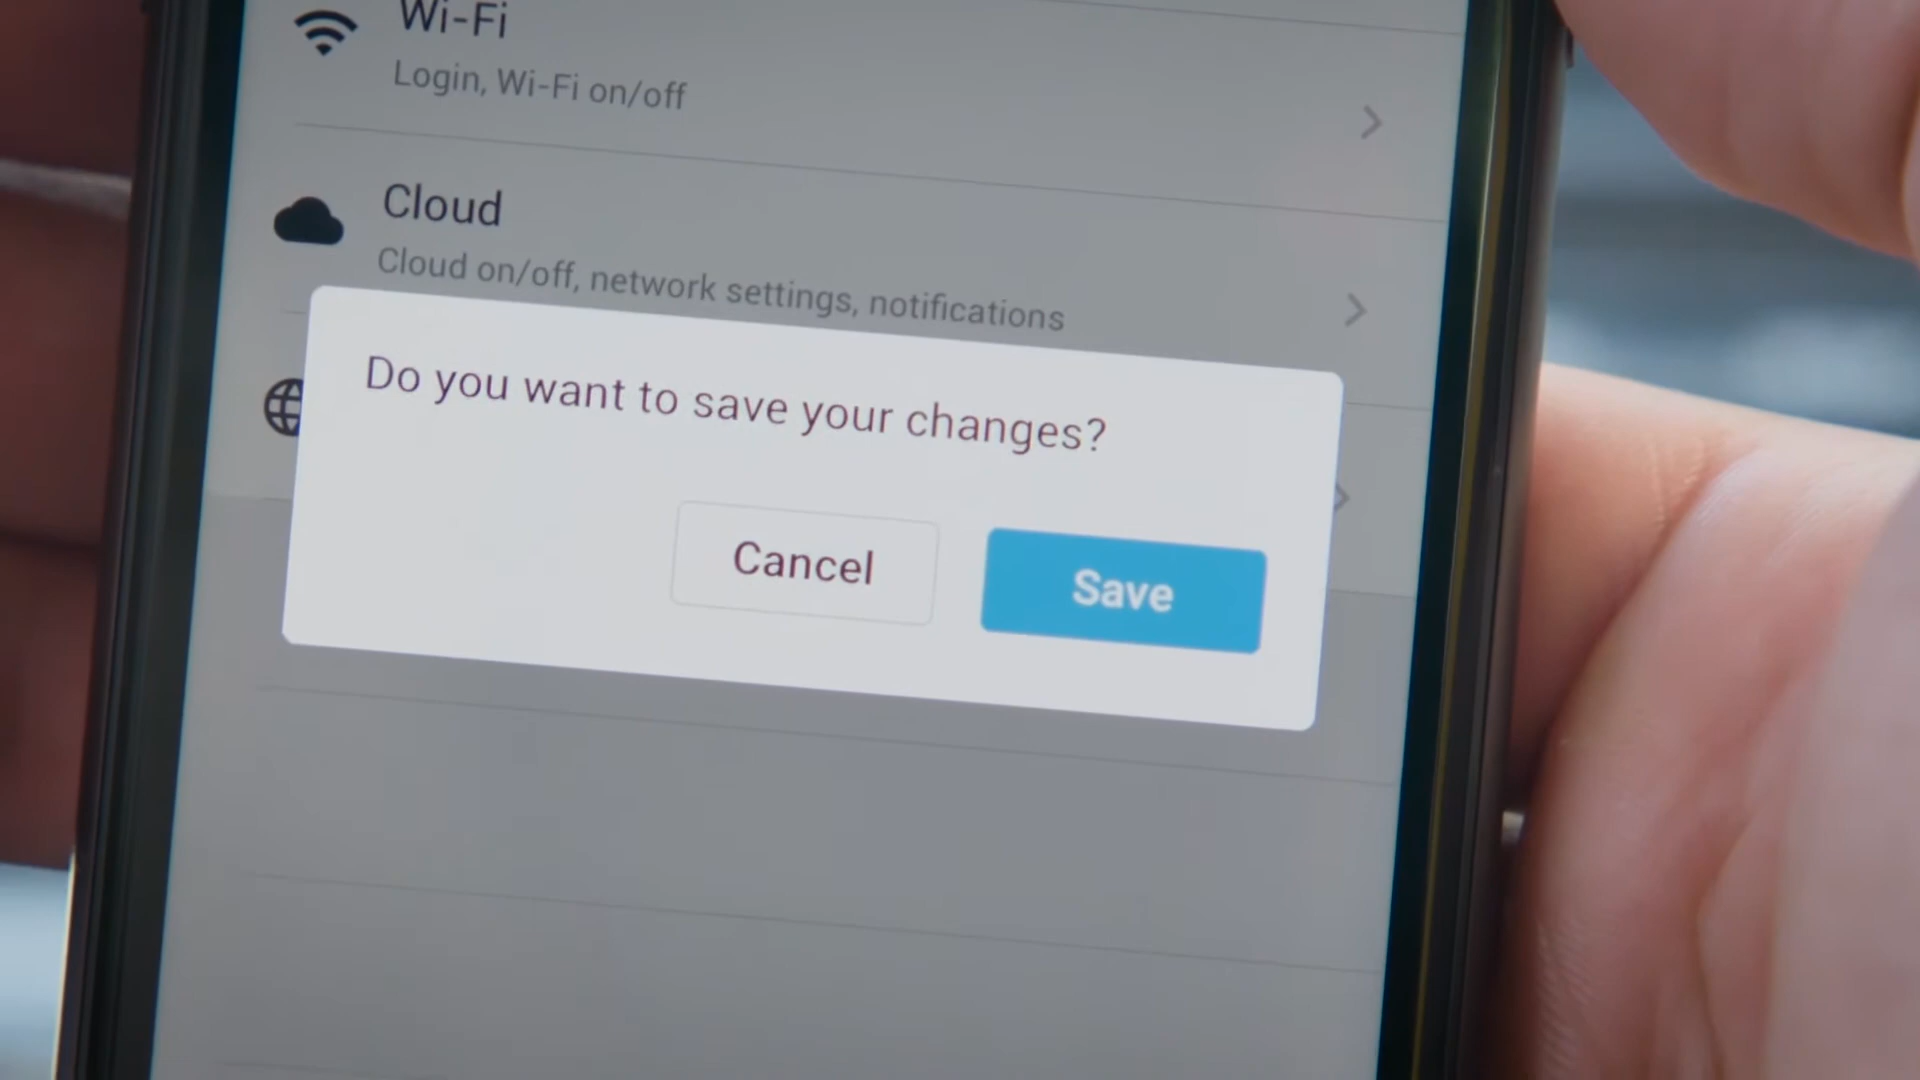 Wi-Fi
Login, Wi-Fi on/off
Cloud
Cloud on/off, network settings, notifications
Do you want to save your changes?
Cancel
Save